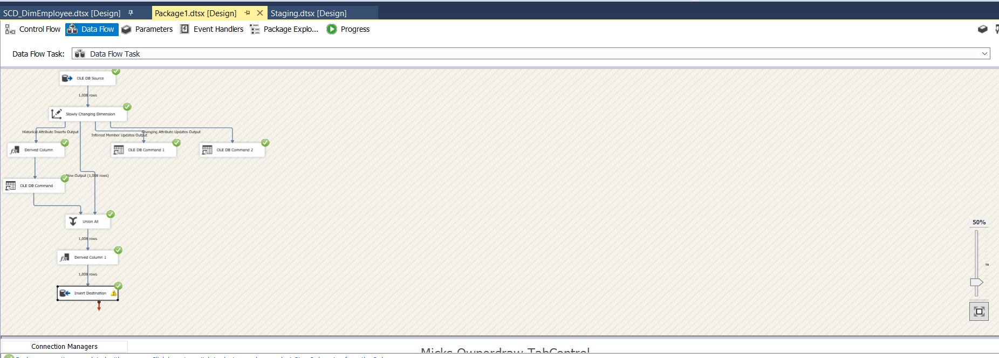 SCD_DimEmployee.dtsx [Design] Package1.dtsx [Design] Staging.dtsx [Design]
Control Flow Data Flow Parameters Event Handlers Package Explo... Progress
Data Flow Task: Data Flow Task
OLE DB Source
1,008 rows
Slowly Changing Dimension
Historical Attribute Inserts Output
Inferred Member Updates Output
Changing Attribute Updates Output
Derived Column
OLE DB Command 1
OLE DB Command 2
New Output (1,008 rows)
OLE DB Command
Union All
1,008 rows
Derived Column 1
1,008 rows
Insert Destination
50%
Connection Managers
Micks Ownerdraw TabControl